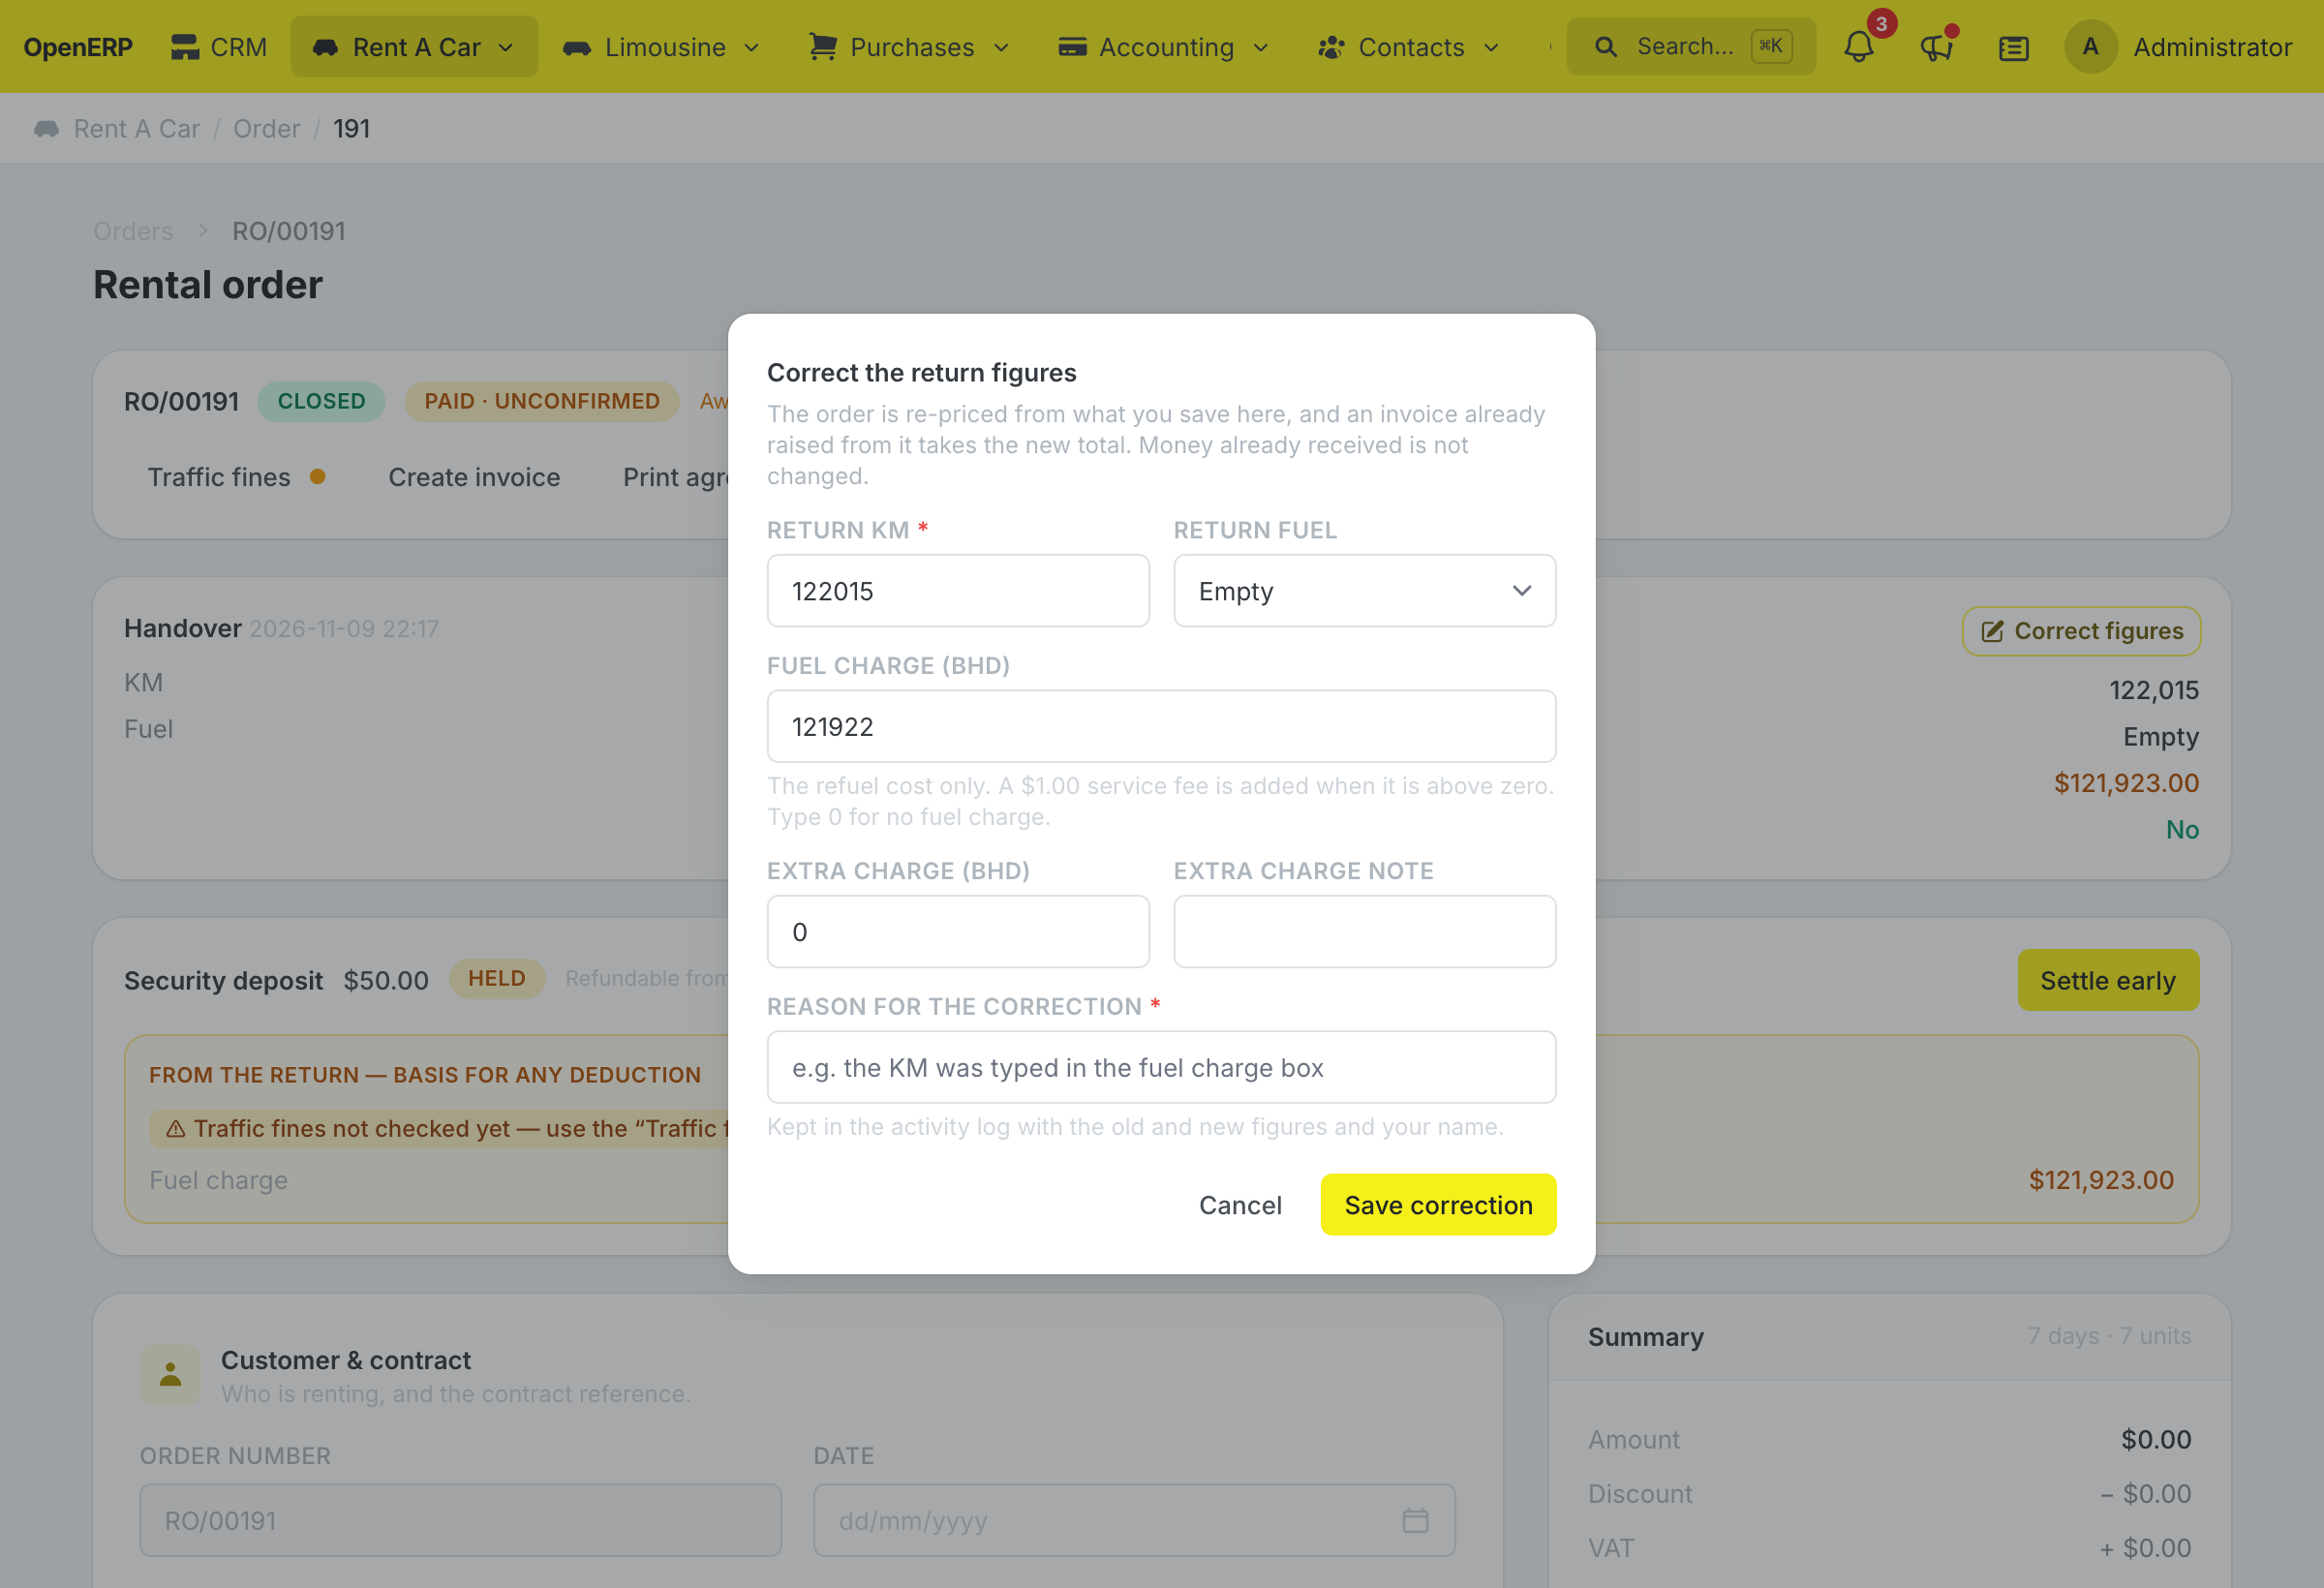 OpenERP
CRM
Rent A Car
Limousine
Purchases
Accounting
Contacts
Search...
⌘K
3
A
Administrator
Rent A Car / Order / 191
Orders > RO/00191
Rental order
RO/00191
CLOSED
PAID · UNCONFIRMED
Traffic fines
Create invoice
Handover 2026-11-09 22:17
KM
Fuel
Correct figures
122,015
Empty
$121,923.00
No
Security deposit $50.00
HELD
Refundable from
Settle early
FROM THE RETURN — BASIS FOR ANY DEDUCTION
Traffic fines not checked yet — use the “Traffic
Fuel charge
$121,923.00
Correct the return figures
The order is re-priced from what you save here, and an invoice already
raised from it takes the new total. Money already received is not
changed.
RETURN KM *
RETURN FUEL
122015
Empty
FUEL CHARGE (BHD)
121922
The refuel cost only. A $1.00 service fee is added when it is above zero.
Type 0 for no fuel charge.
EXTRA CHARGE (BHD)
EXTRA CHARGE NOTE
0
REASON FOR THE CORRECTION *
e.g. the KM was typed in the fuel charge box
Kept in the activity log with the old and new figures and your name.
Cancel
Save correction
Customer & contract
Who is renting, and the contract reference.
ORDER NUMBER
DATE
RO/00191
dd/mm/yyyy
Summary
7 days · 7 units
Amount
$0.00
Discount
– $0.00
VAT
+ $0.00